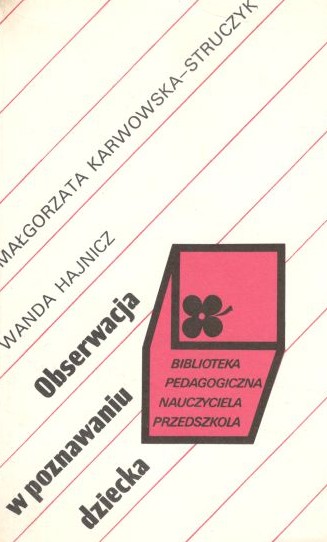 MAŁGORZATA KARWOWSKA-STRUCZYK
WANDA HAJNICZ
Obserwacja
w poznawaniu
dziecka
BIBLIOTEKA
PEDAGOGICZNA
NAUCZYCIELA
PRZEDSZKOLA